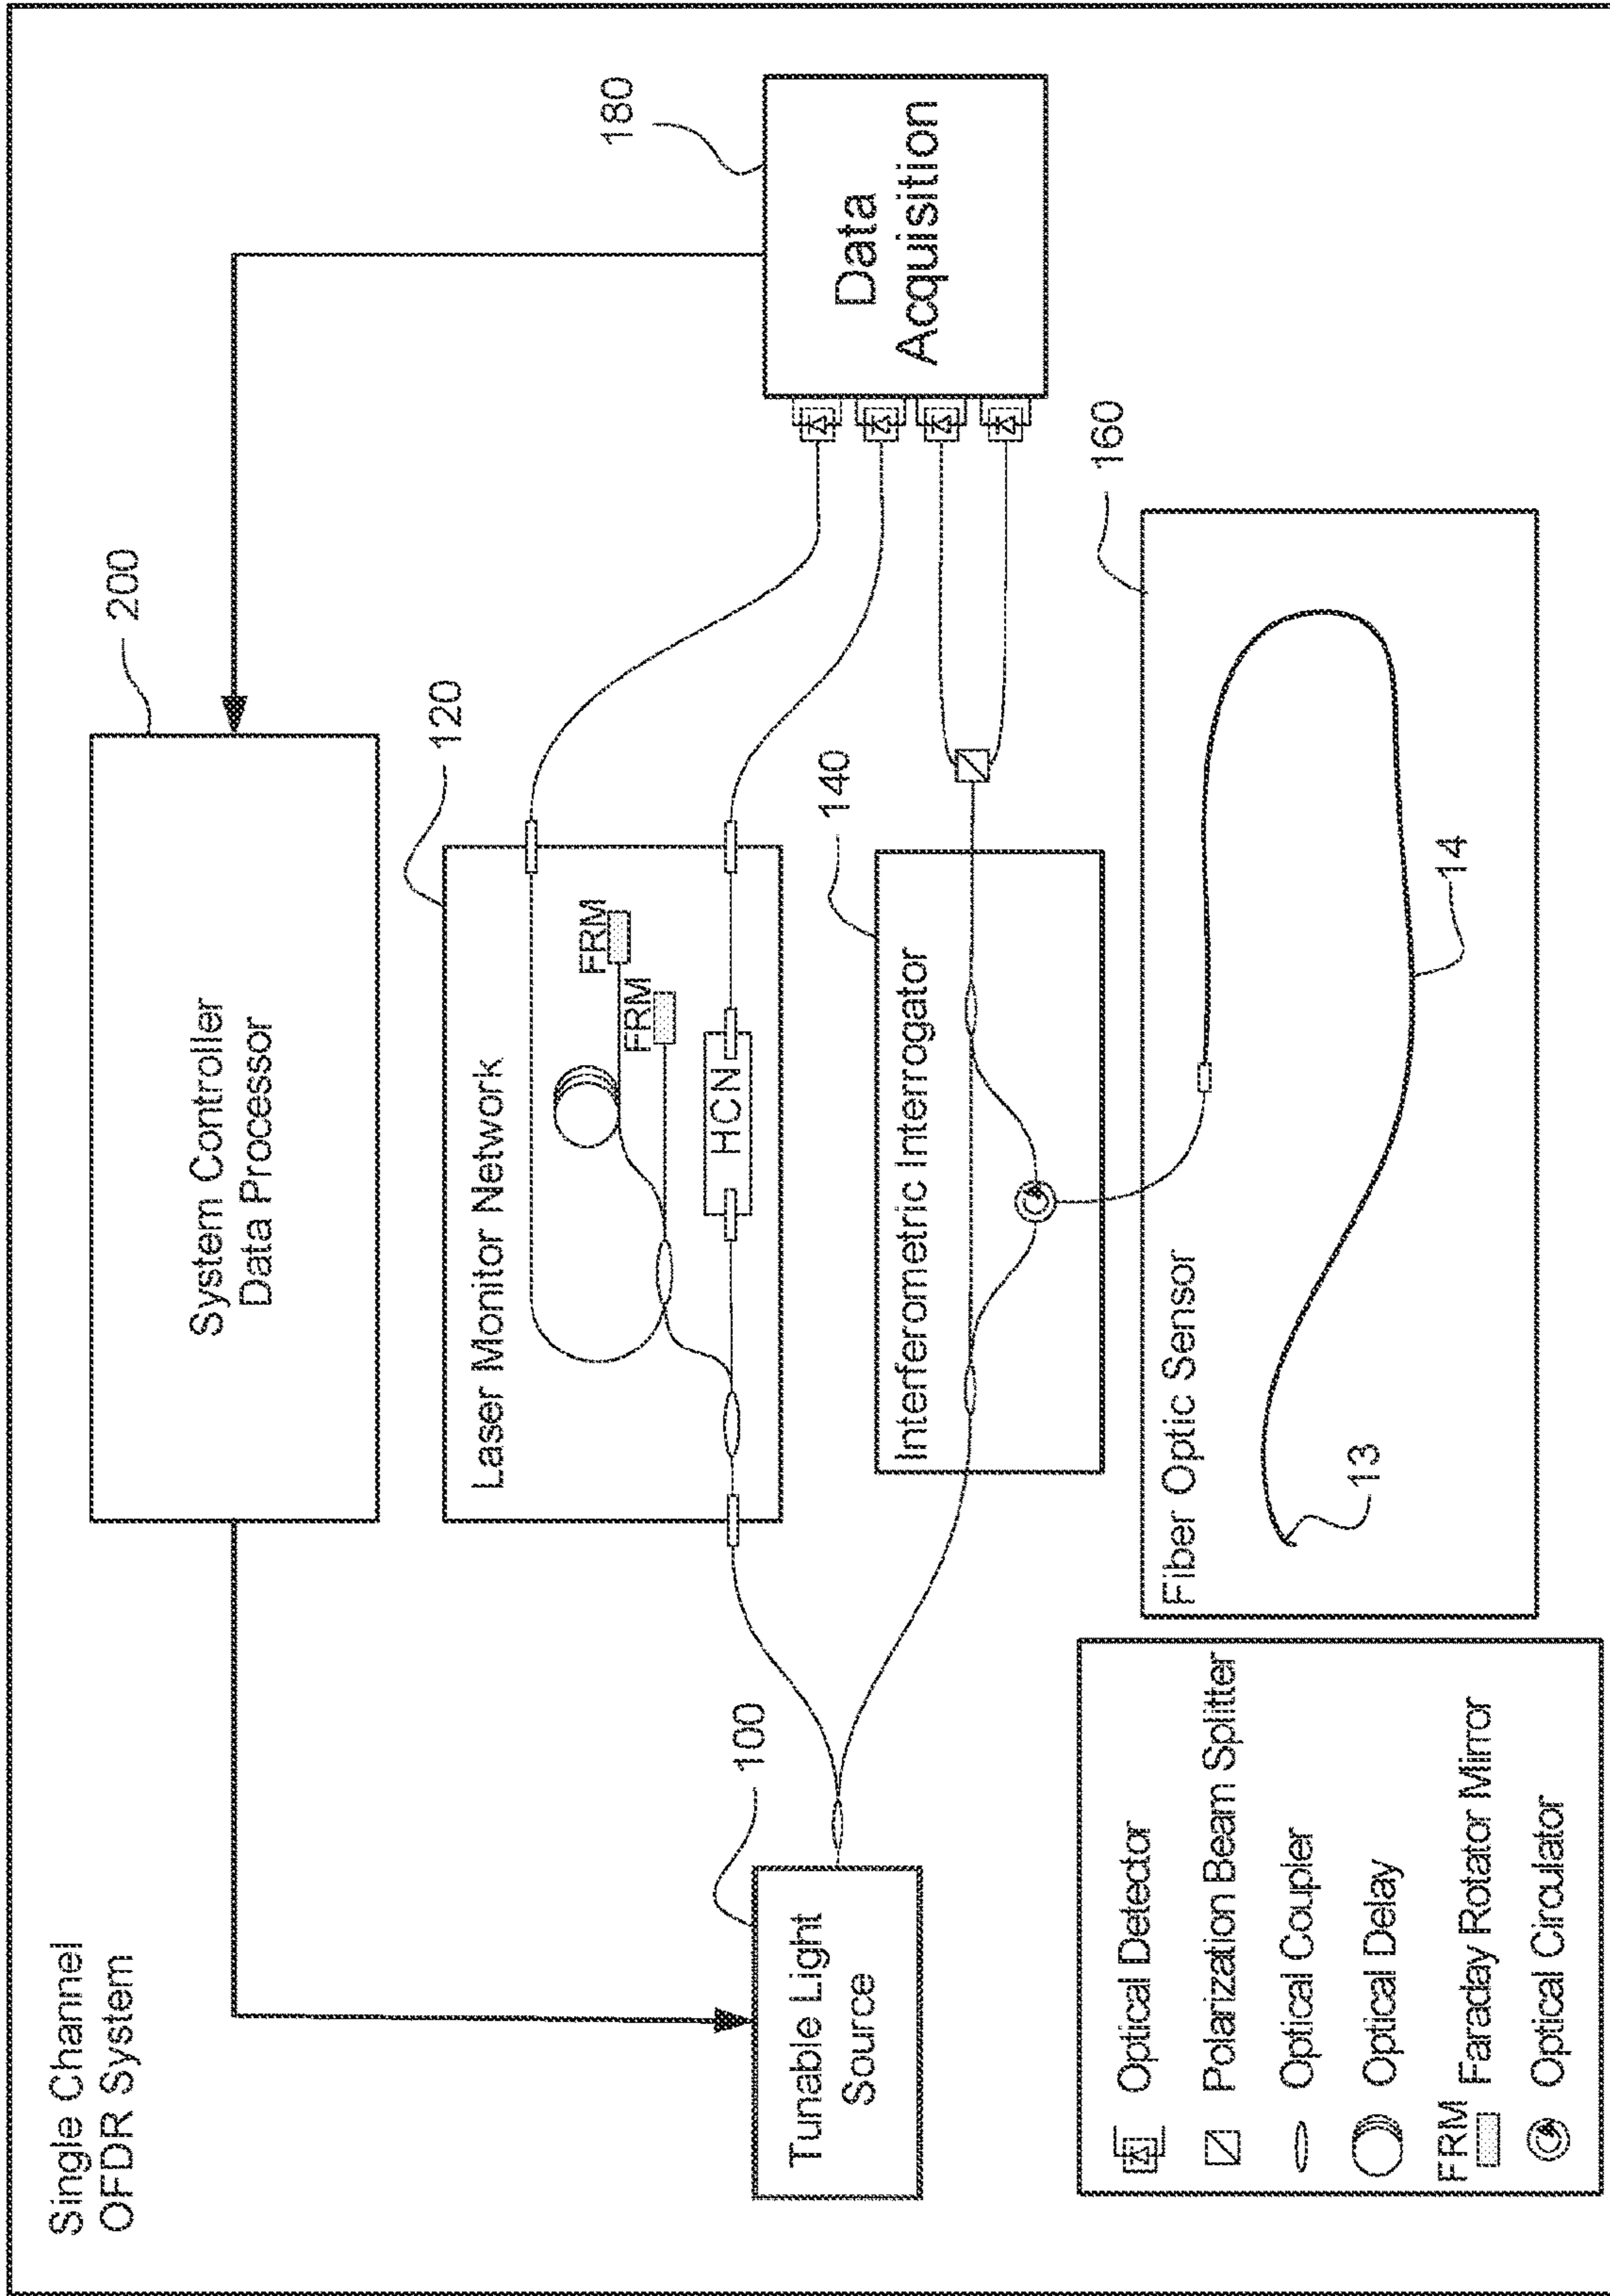 Single Channel
OFDR System
200
System Controller
Data Processor
120
Laser Monitor Network
FRM
FRM
HCN
180
Data
Acquisition
100
Tunable Light
Source
140
Interferometric Interrogator
160
Fiber Optic Sensor
13
14
Optical Detector
Polarization Beam Splitter
Optical Coupler
Optical Delay
FRM
Faraday Rotator Mirror
Optical Circulator